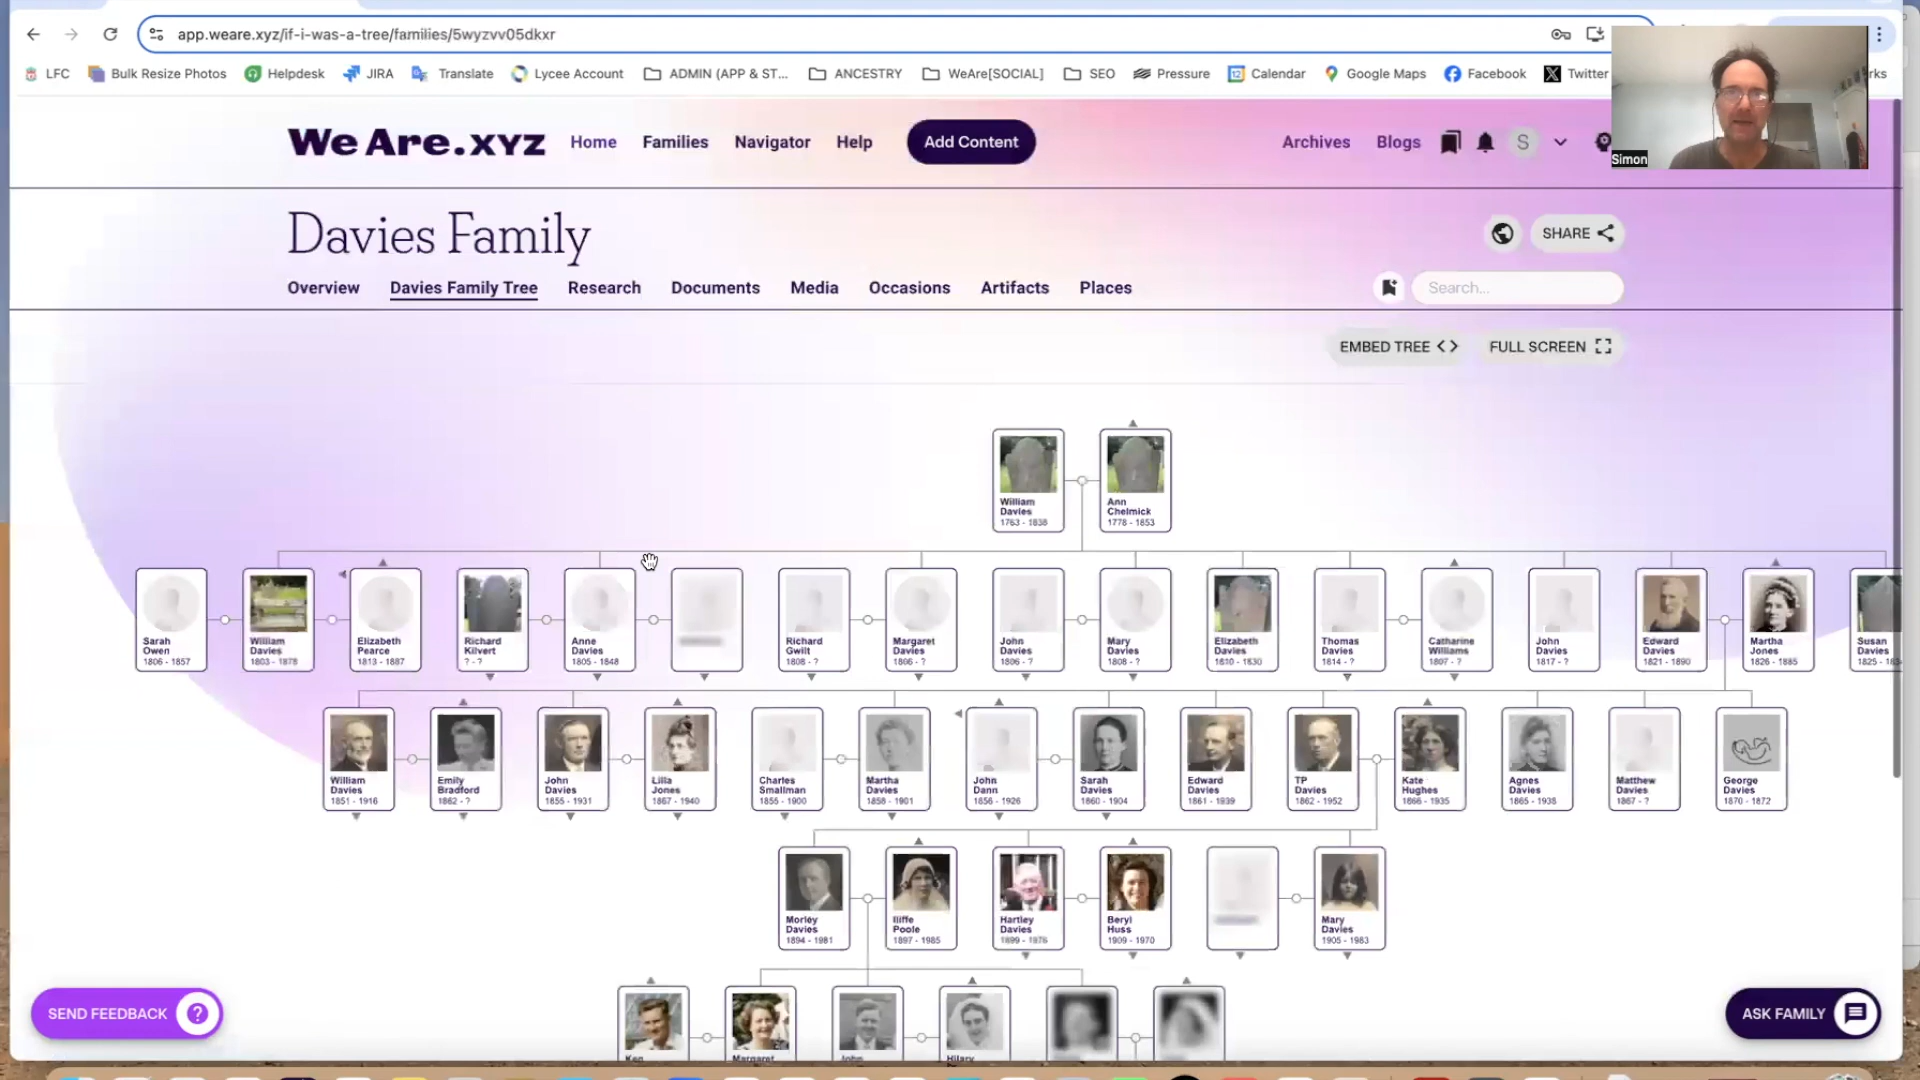 app.weare.xyz/if-i-was-a-tree/families/5wyzvv05dkxr
LFC Bulk Resize Photos Helpdesk JIRA Translate Lycee Account ADMIN (APP & ST... ANCESTRY WeAre[SOCIAL] SEO Pressure Calendar Google Maps Facebook Twitter rks
We Are.xyz Home Families Navigator Help Add Content Archives Blogs S
Simon
Davies Family
SHARE
Overview Davies Family Tree Research Documents Media Occasions Artifacts Places Search...
EMBED TREE FULL SCREEN
William
Davies
1763 - 1838
Ann
Chelmick
1778 - 1853
Sarah
Owen
1806 - 1857
William
Davies
1803 - 1878
Elizabeth
Pearce
1813 - 1887
Richard
Kilvert
? - ?
Anne
Davies
1805 - 1848
Richard
Gwilt
1808 - ?
Margaret
Davies
1806 - ?
John
Davies
1806 - ?
Mary
Davies
1808 - ?
Elizabeth
Davies
1810 - 1830
Thomas
Davies
1814 - ?
Catharine
Williams
1807 - ?
John
Davies
1817 - ?
Edward
Davies
1821 - 1890
Martha
Jones
1826 - 1885
Susan
Davies
1825 -
William
Davies
1851 - 1916
Emily
Bradford
1862 - ?
John
Davies
1855 - 1931
Lilla
Jones
1867 - 1940
Charles
Smallman
1855 - 1900
Martha
Davies
1858 - 1901
John
Dann
1856 - 1926
Sarah
Davies
1860 - 1904
Edward
Davies
1861 - 1939
TP
Davies
1862 - 1952
Kate
Hughes
1866 - 1935
Agnes
Davies
1865 - 1938
Matthew
Davies
1867 - ?
George
Davies
1870 - 1872
Morley
Davies
1894 - 1981
Iliffe
Poole
1897 - 1985
Hartley
Davies
1899 - 1976
Beryl
Huss
1909 - 1970
Mary
Davies
1905 - 1983
Ken
Margaret
John
Hilary
SEND FEEDBACK ?
ASK FAMILY